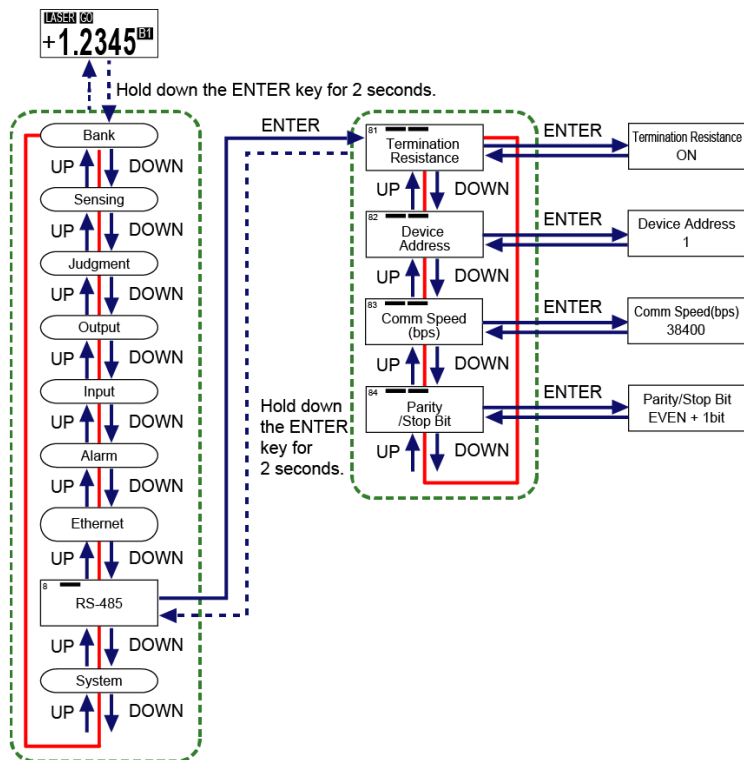 LASER GO
+1.2345 B1
Hold down the ENTER key for 2 seconds.
Bank
UP DOWN
Sensing
UP DOWN
Judgment
UP DOWN
Output
UP DOWN
Input
UP DOWN
Alarm
UP DOWN
Ethernet
UP DOWN
8
RS-485
UP DOWN
System
UP DOWN
ENTER
81
Termination
Resistance
ENTER
Termination Resistance
ON
UP DOWN
82
Device
Address
ENTER
Device Address
1
UP DOWN
83
Comm Speed
(bps)
ENTER
Comm Speed(bps)
38400
UP DOWN
84
Parity
/Stop Bit
ENTER
Parity/Stop Bit
EVEN + 1bit
UP DOWN
Hold down
the ENTER
key for
2 seconds.